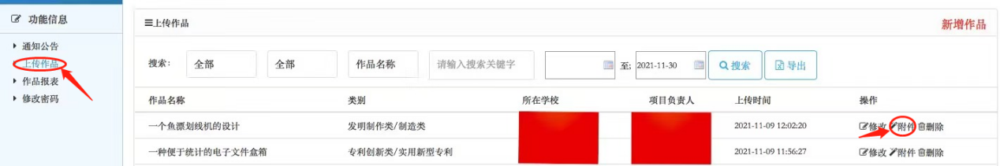 功能信息
通知公告
上传作品
作品报表
修改密码
上传作品 新增作品
搜索： 全部 全部 作品名称 请输入搜索关键字 至: 2021-11-30 搜索 导出
作品名称 类别 所在学校 项目负责人 上传时间 操作
一个鱼漂划线机的设计 发明制作类/制造类 2021-11-09 12:02:20 修改 附件 删除
一种便于统计的电子文件盒箱 专利创新类/实用新型专利 2021-11-09 11:56:27 修改 附件 删除